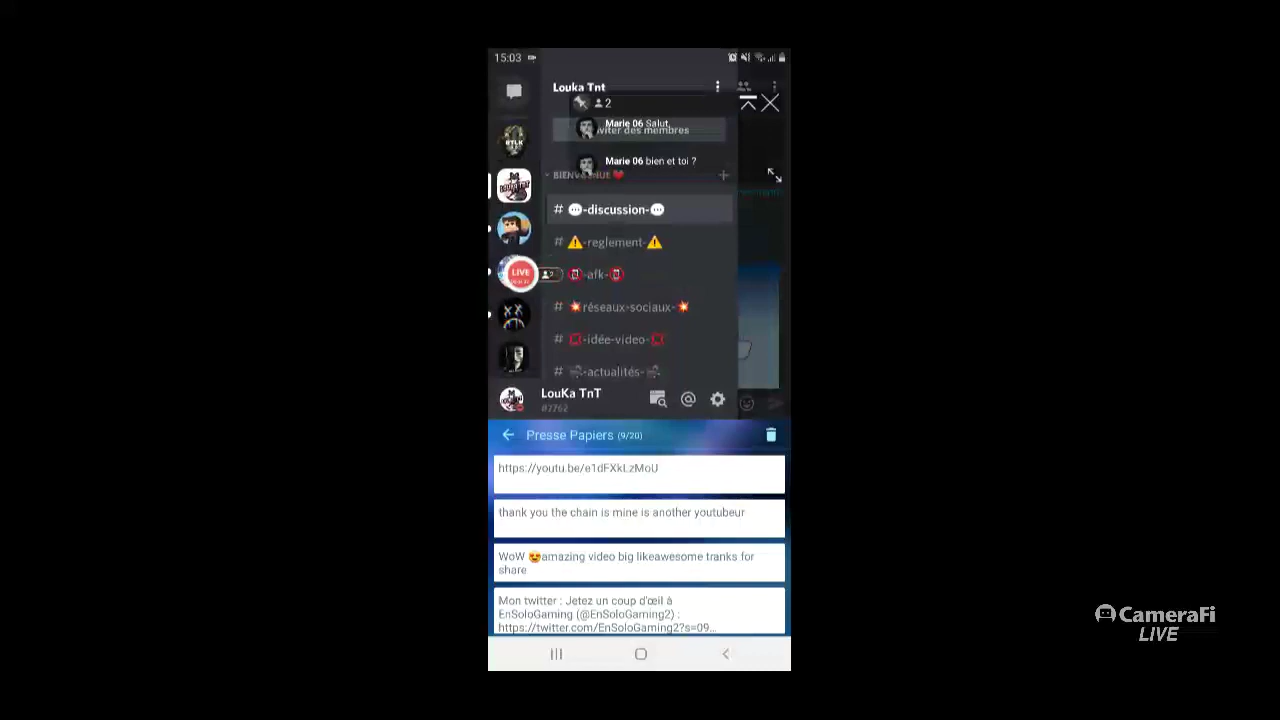 15:03
Louka Tnt
2
Marie 06 Salut,
viter des membres
Marie 06 bien et toi ?
# 💬-discussion-💬
# ⚠️-reglement-⚠️
LIVE
2
-afk-
# 💥réseaux-sociaux-💥
# -idée-video-
# -actualités-
LouKa TnT
#7762
Presse Papiers (9/20)
https://youtu.be/e1dFXkLzMoU
thank you the chain is mine is another youtubeur
WoW 😍amazing video big likeawesome tranks for
share
Mon twitter : Jetez un coup d'œil à
EnSoloGaming (@EnSoloGaming2) :
https://twitter.com/EnSoloGaming2?s=09...
CameraFi
LIVE